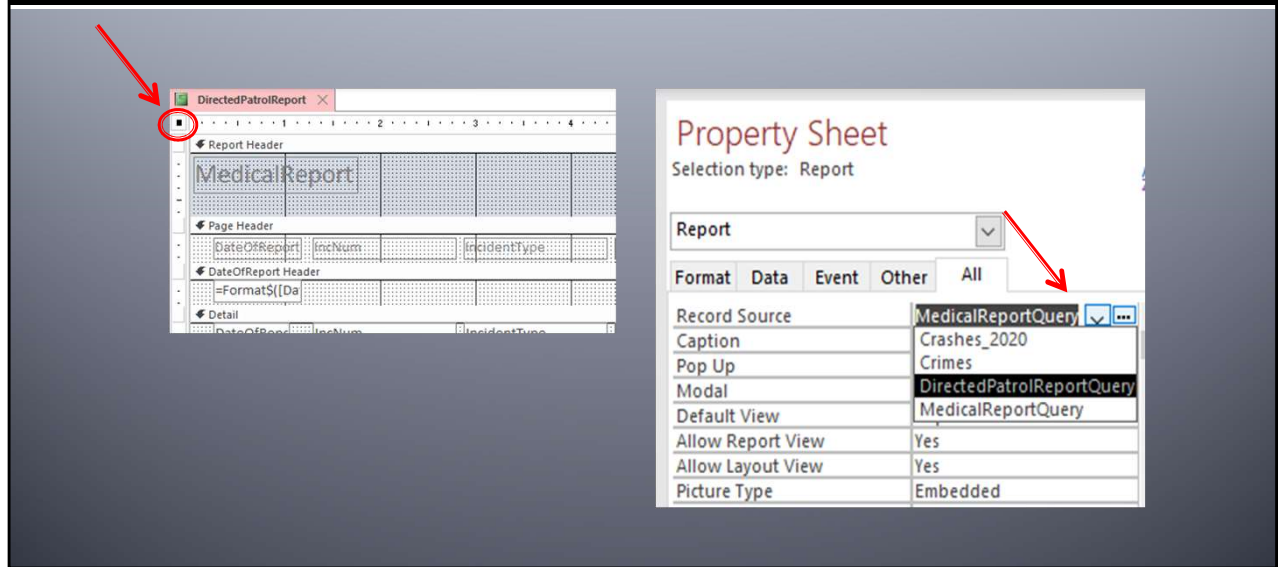 DirectedPatrolReport
1 2 3 4
Report Header
MedicalReport
Page Header
DateOfReport IncNum IncidentType
DateOfReport Header
=Format$([Da
Detail
DateOfRepo IncNum IncidentType
Property Sheet
Selection type: Report
Report
Format Data Event Other All
Record Source MedicalReportQuery
Caption Crashes_2020
Pop Up Crimes
Modal DirectedPatrolReportQuery
Default View MedicalReportQuery
Allow Report View Yes
Allow Layout View Yes
Picture Type Embedded